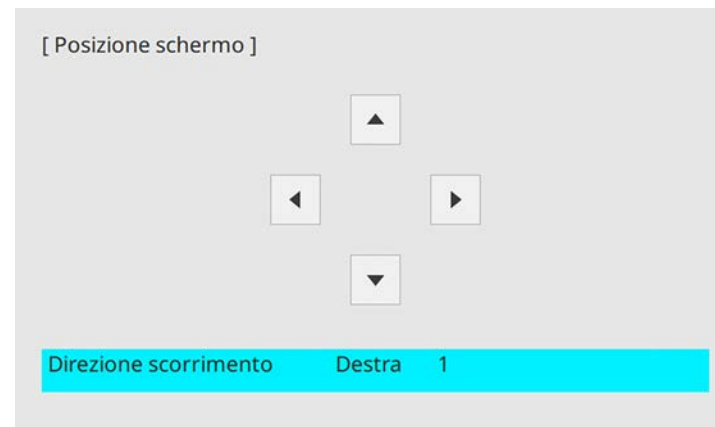 [ Posizione schermo ]
Direzione scorrimento Destra 1